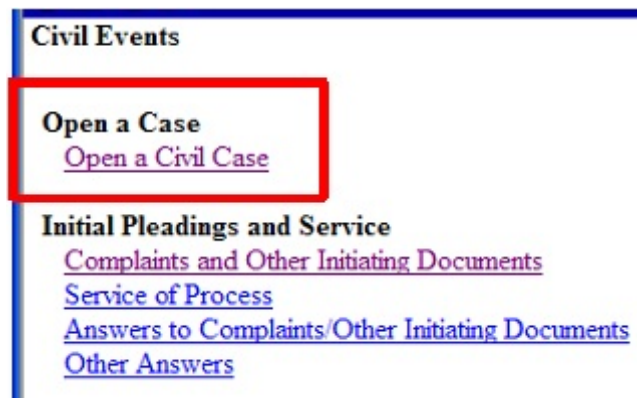 Civil Events
Open a Case
Open a Civil Case
Initial Pleadings and Service
Complaints and Other Initiating Documents
Service of Process
Answers to Complaints/Other Initiating Documents
Other Answers